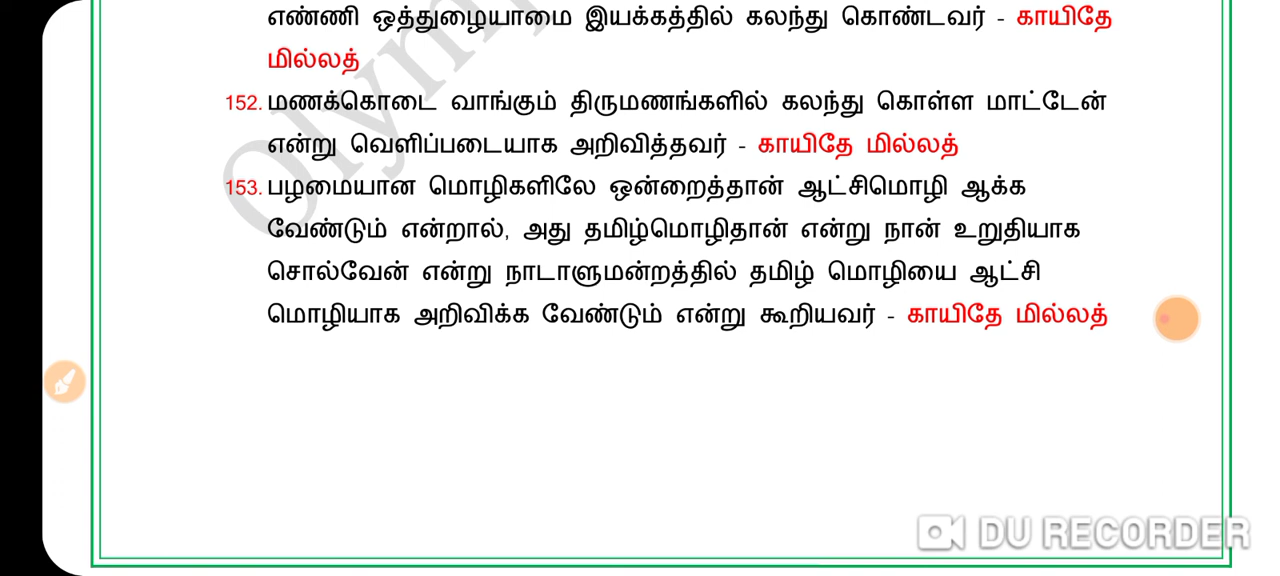 எண்ணி ஒத்துழையாமை இயக்கத்தில் கலந்து கொண்டவர் - காயிதே
மில்லத்
152. மணக்கொடை வாங்கும் திருமணங்களில் கலந்து கொள்ள மாட்டேன்
என்று வெளிப்படையாக அறிவித்தவர் - காயிதே மில்லத்
153. பழமையான மொழிகளிலே ஒன்றைத்தான் ஆட்சிமொழி ஆக்க
வேண்டும் என்றால், அது தமிழ்மொழிதான் என்று நான் உறுதியாக
சொல்வேன் என்று நாடாளுமன்றத்தில் தமிழ் மொழியை ஆட்சி
மொழியாக அறிவிக்க வேண்டும் என்று கூறியவர் - காயிதே மில்லத்
DU RECORDER